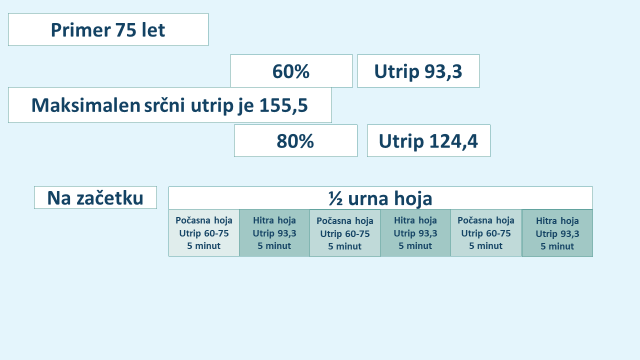 Primer 75 let
60%
Utrip 93,3
Maksimalen srčni utrip je 155,5
80%
Utrip 124,4
Na začetku
½ urna hoja
Počasna hoja
Utrip 60-75
5 minut
Hitra hoja
Utrip 93,3
5 minut
Počasna hoja
Utrip 60-75
5 minut
Hitra hoja
Utrip 93,3
5 minut
Počasna hoja
Utrip 60-75
5 minut
Hitra hoja
Utrip 93,3
5 minut